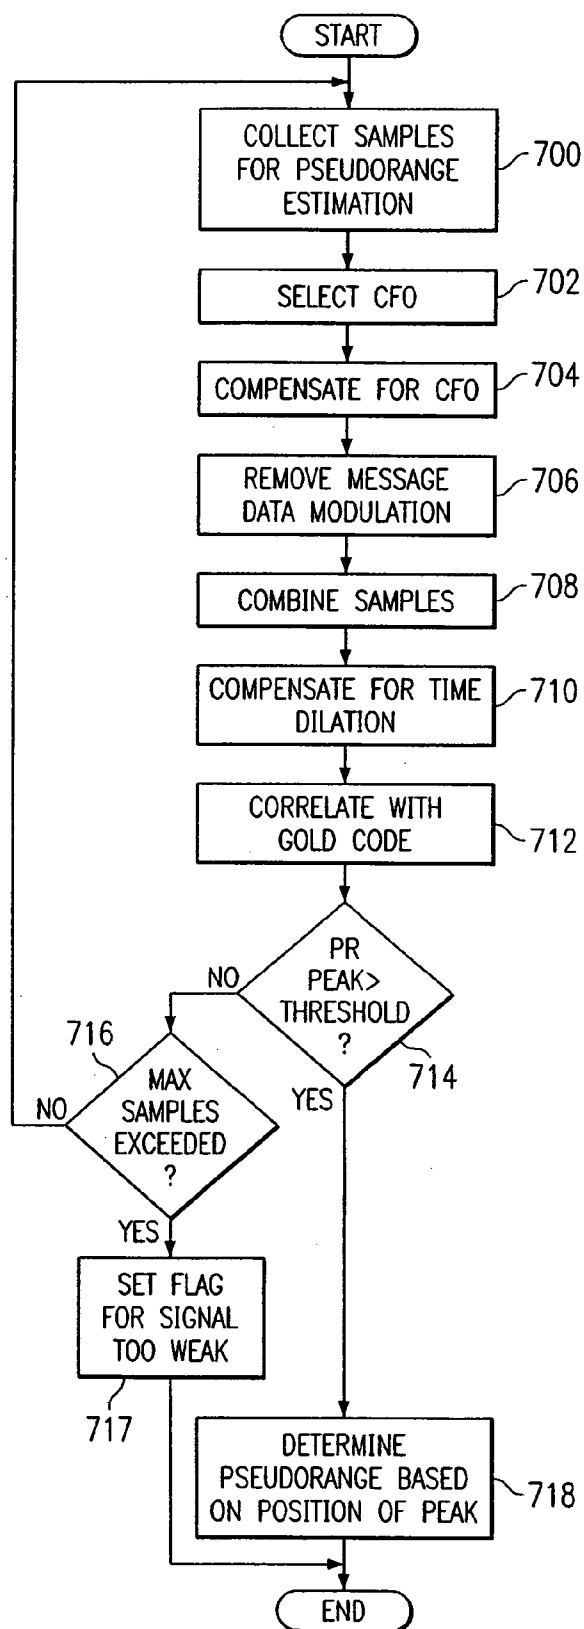 START
COLLECT SAMPLES
FOR PSEUDORANGE
ESTIMATION
700
SELECT CFO
702
COMPENSATE FOR CFO
704
REMOVE MESSAGE
DATA MODULATION
706
COMBINE SAMPLES
708
COMPENSATE FOR TIME
DILATION
710
CORRELATE WITH
GOLD CODE
712
PR
PEAK>
THRESHOLD
?
714
NO
YES
716
MAX
SAMPLES
EXCEEDED
?
NO
YES
SET FLAG
FOR SIGNAL
TOO WEAK
717
DETERMINE
PSEUDORANGE BASED
ON POSITION OF PEAK
718
END